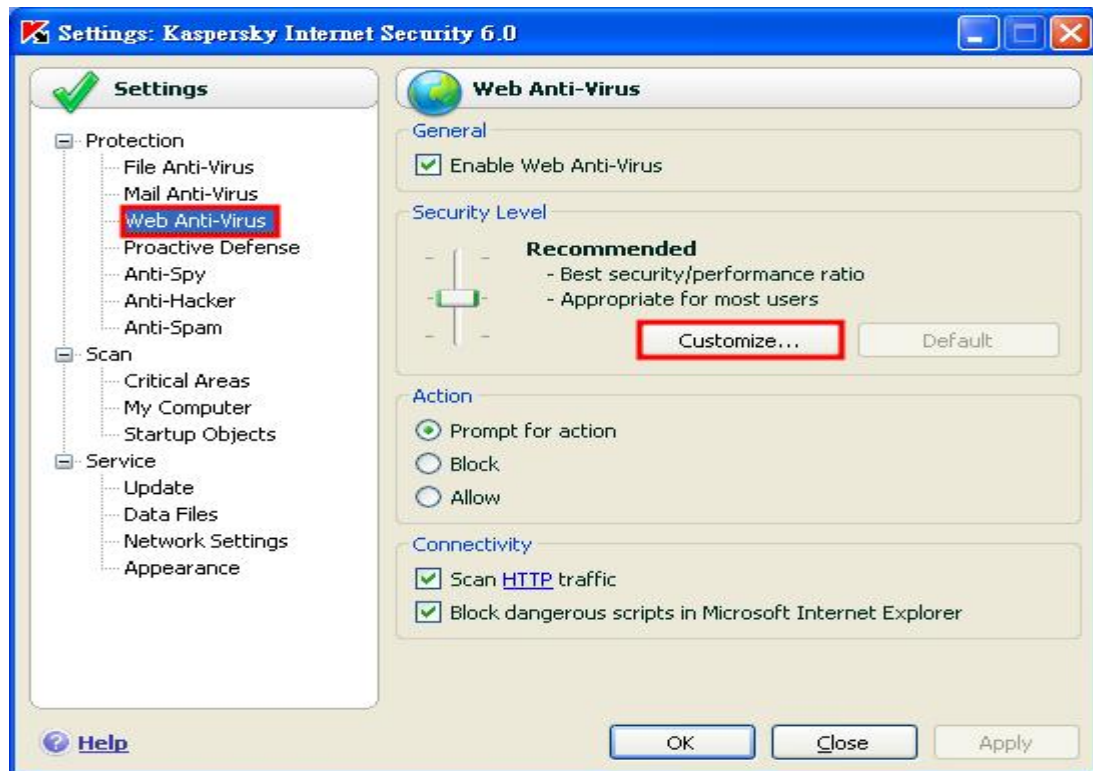 Settings: Kaspersky Internet Security 6.0
Settings
Protection
File Anti-Virus
Mail Anti-Virus
Web Anti-Virus
Proactive Defense
Anti-Spy
Anti-Hacker
Anti-Spam
Scan
Critical Areas
My Computer
Startup Objects
Service
Update
Data Files
Network Settings
Appearance
Web Anti-Virus
General
Enable Web Anti-Virus
Security Level
Recommended
- Best security/performance ratio
- Appropriate for most users
Customize... Default
Action
Prompt for action
Block
Allow
Connectivity
Scan HTTP traffic
Block dangerous scripts in Microsoft Internet Explorer
Help OK Close Apply